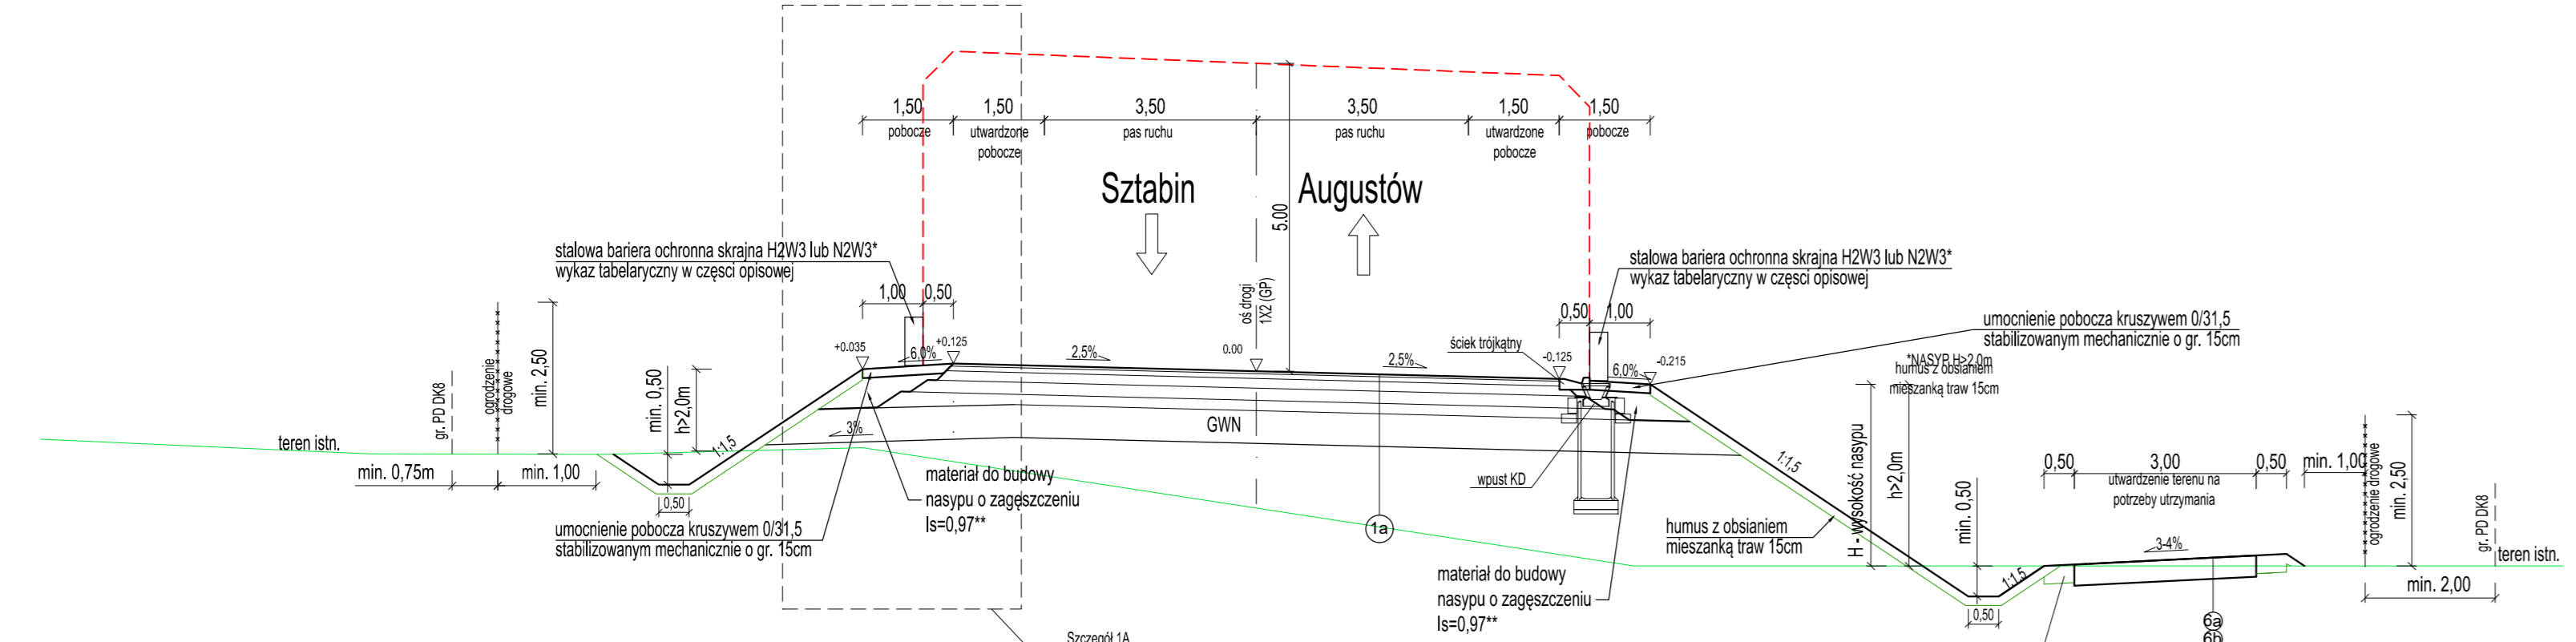 1,50 1,50 3,50 3,50 1,50 1,50
pobocze utwardzone pas ruchu pas ruchu utwardzone pobocze
pobocze pobocze
Sztabin Augustów
5.00
oś drogi
1X2 (GP)
stalowa bariera ochronna skrajna H2W3 lub N2W3*
wykaz tabelaryczny w częsci opisowej
stalowa bariera ochronna skrajna H2W3 lub N2W3*
wykaz tabelaryczny w częsci opisowej
1,00 0,50
0,50 1,00
umocnienie pobocza kruszywem 0/31,5
stabilizowanym mechanicznie o gr. 15cm
*NASYP H>2,0m
humus z obsianiem
mieszanką traw 15cm
ściek trójkątny
+0.035 6,0% +0.125 2,5% 0.00 2,5% -0.125 6,0% -0.215
gr. PD DK8
ogrodzenie
drogowe
min. 2,50
min. 0,50
h>2,0m
1:1,5
3%
GWN
teren istn.
min. 0,75m min. 1,00
0,50
materiał do budowy
nasypu o zagęszczeniu
Is=0,97**
umocnienie pobocza kruszywem 0/31,5
stabilizowanym mechanicznie o gr. 15cm
wpust KD
1a
humus z obsianiem
mieszanką traw 15cm
materiał do budowy
nasypu o zagęszczeniu
Is=0,97**
1:1,5
H - wysokość nasypu
h>2,0m
min. 0,50
0,50 3,00 0,50 min. 1,00
utwardzenie terenu na
potrzeby utrzymania
3-4%
1:1,5
0,50
ogrodzenie drogowe
min. 2,50
gr. PD DK8
teren istn.
min. 2,00
6a
6b
Szczegół 1A